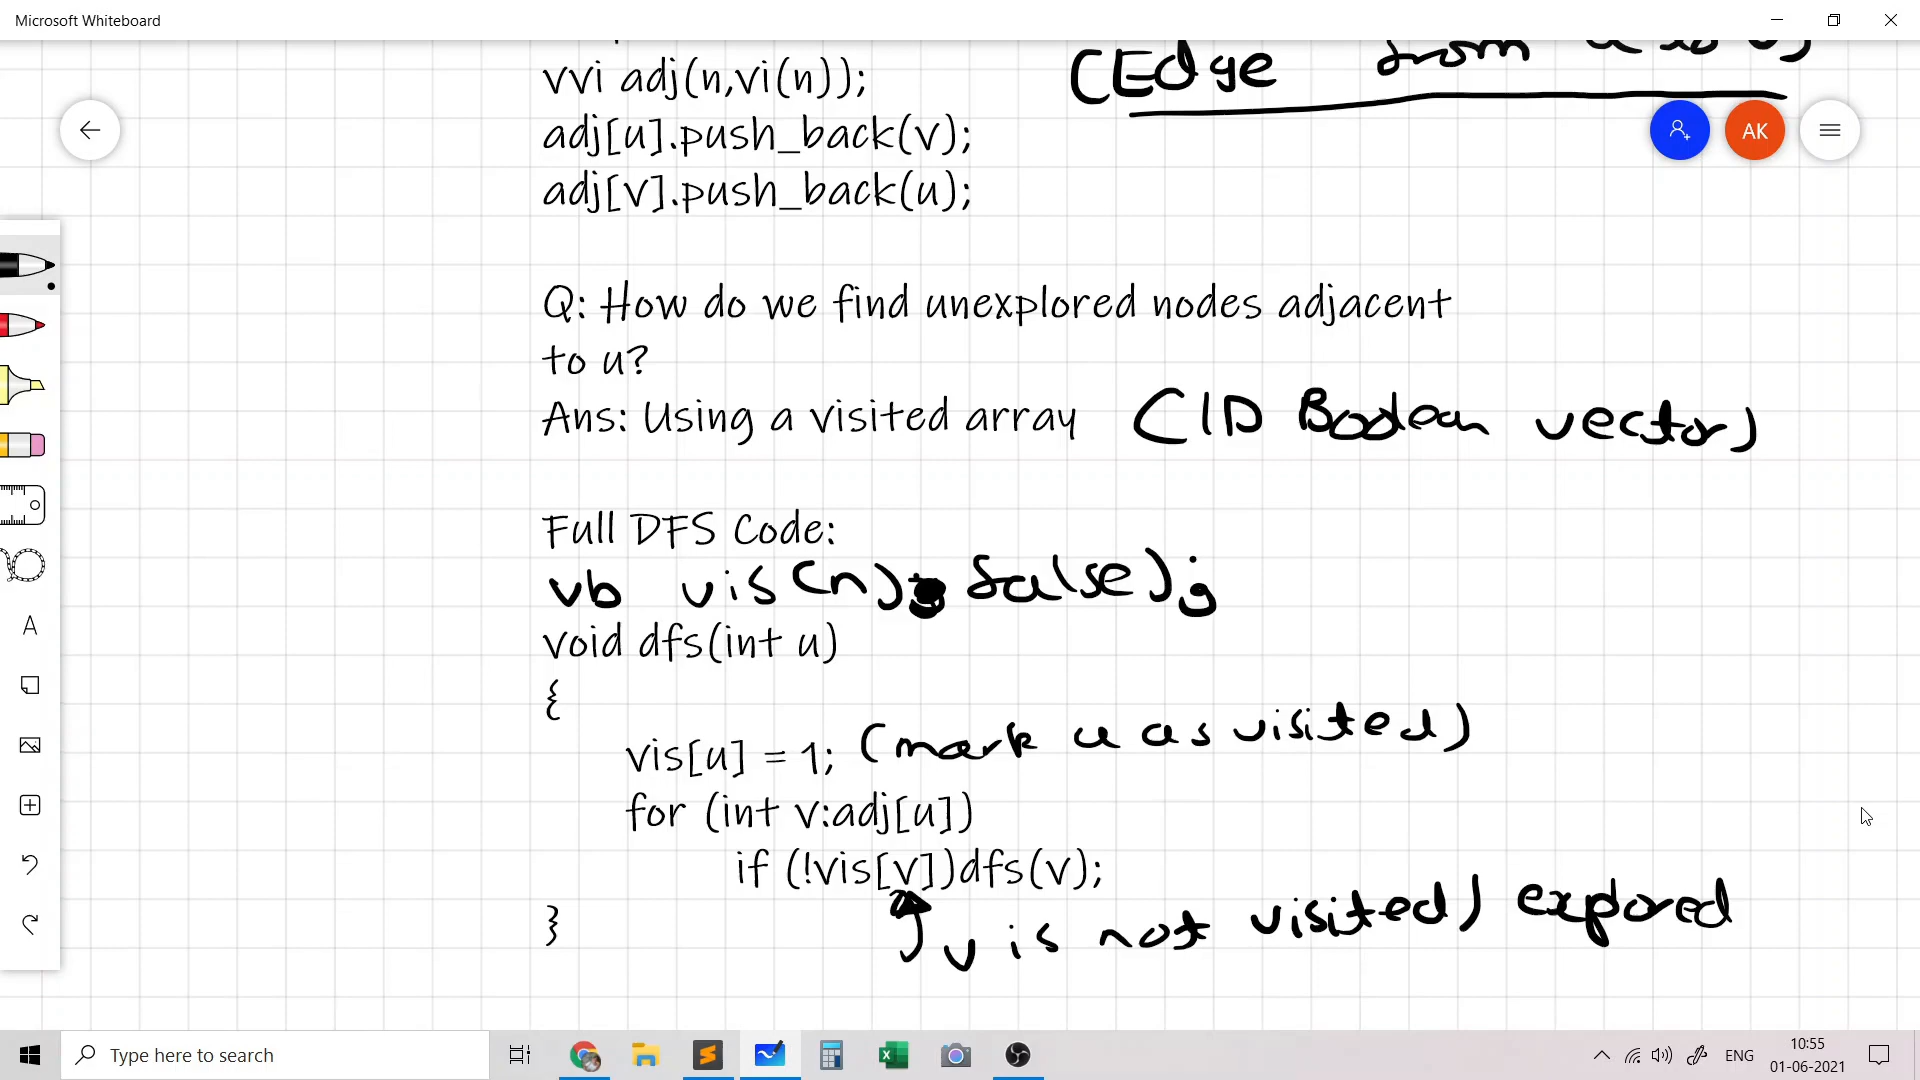 Microsoft Whiteboard
(Edge from u to v)
vvi adj(n,vi(n));
adj[u].push_back(v);
AK
adj[v].push_back(u);
Q: How do we find unexplored nodes adjacent
to u?
Ans: Using a visited array (1D Boolean vector)
Full DFS Code:
vb vis(n, false);
void dfs(int u)
{
vis[u] = 1; (mark u as visited)
for (int v:adj[u])
if (!vis[v])dfs(v);
}
v is not visited) explored
A
Type here to search
ENG
10:55
01-06-2021